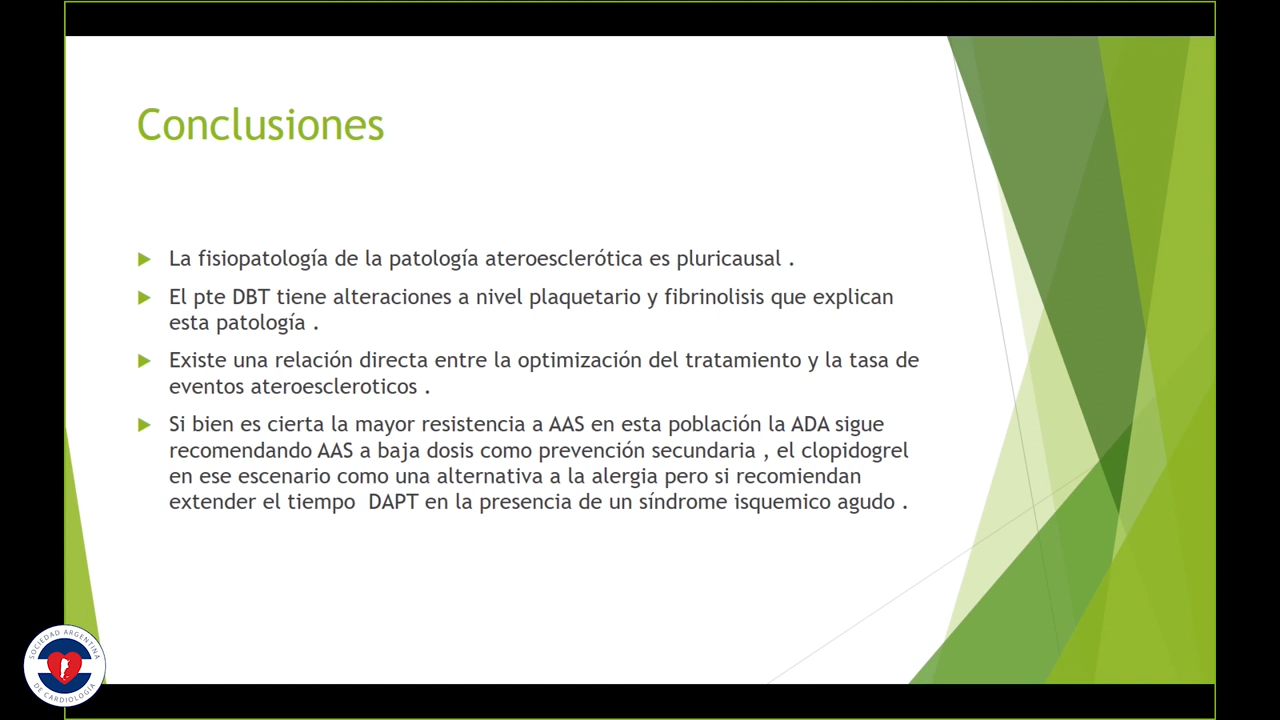 Conclusiones
La fisiopatología de la patología ateroesclerótica es pluricausal .
El pte DBT tiene alteraciones a nivel plaquetario y fibrinolisis que explican
esta patología .
Existe una relación directa entre la optimización del tratamiento y la tasa de
eventos ateroescleroticos .
Si bien es cierta la mayor resistencia a AAS en esta población la ADA sigue
recomendando AAS a baja dosis como prevención secundaria , el clopidogrel
en ese escenario como una alternativa a la alergia pero si recomiendan
extender el tiempo  DAPT en la presencia de un síndrome isquemico agudo .
SOCIEDAD ARGENTINA
DE CARDIOLOGÍA